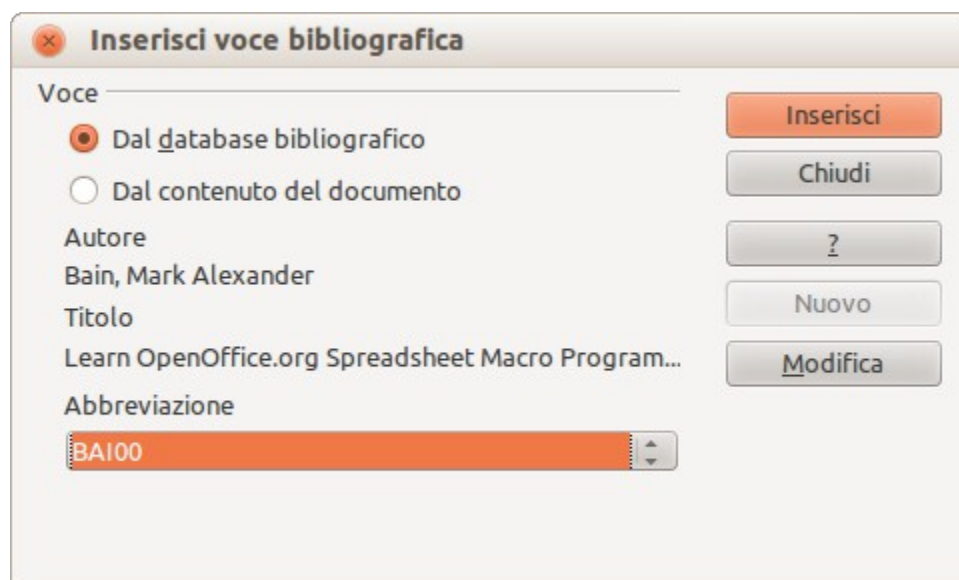 Inserisci voce bibliografica
Voce
Dal database bibliografico
Dal contenuto del documento
Autore
Bain, Mark Alexander
Titolo
Learn OpenOffice.org Spreadsheet Macro Program...
Abbreviazione
BAI00
Inserisci
Chiudi
?
Nuovo
Modifica